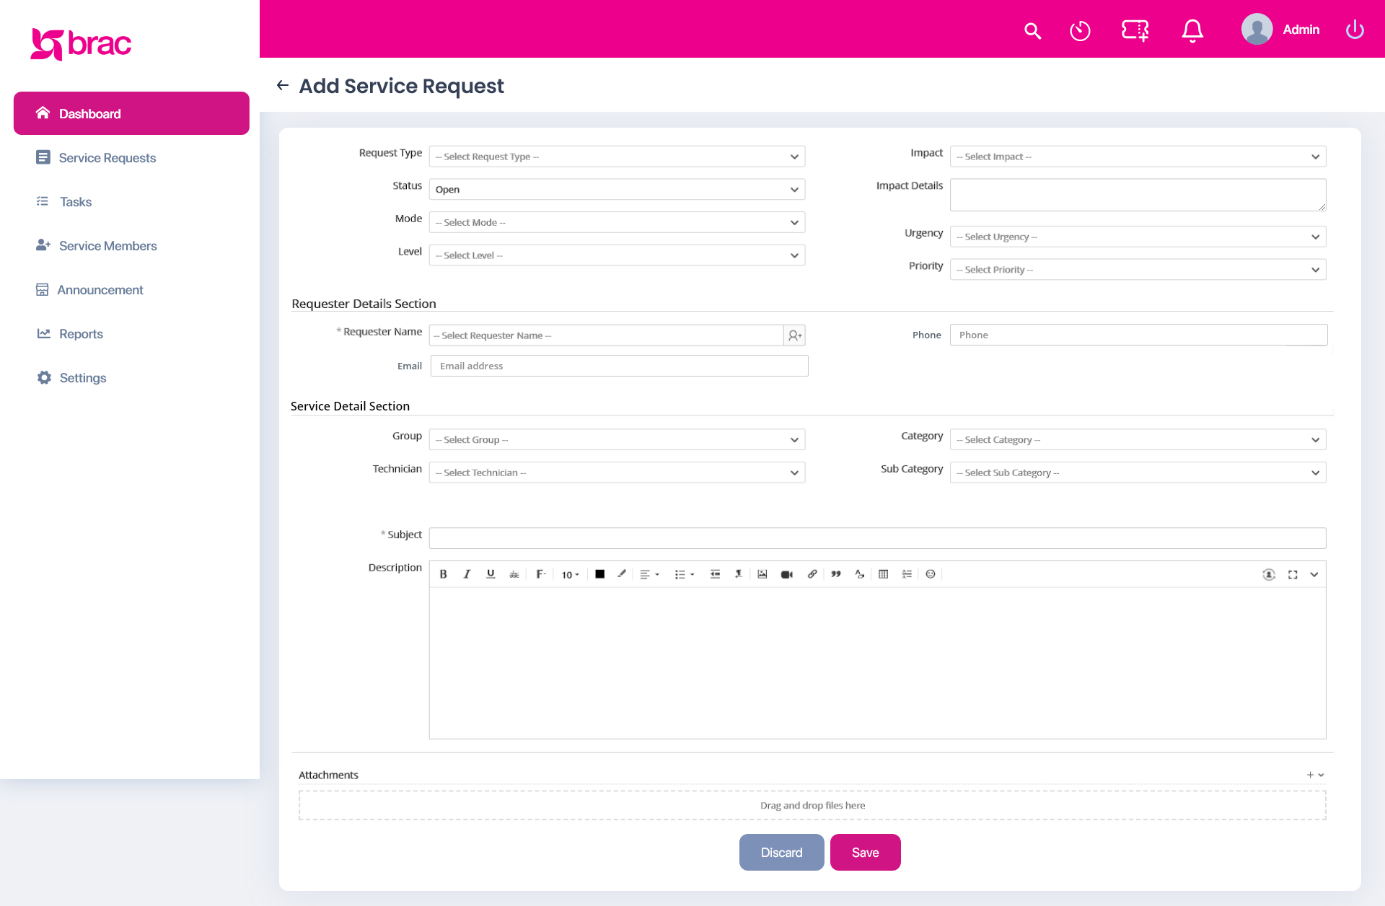 brac
Admin
Add Service Request
Dashboard
Service Requests
Tasks
Service Members
Announcement
Reports
Settings
Request Type -- Select Request Type --
Impact -- Select Impact --
Status Open
Impact Details
Mode -- Select Mode --
Urgency -- Select Urgency --
Level -- Select Level --
Priority -- Select Priority --
Requester Details Section
* Requester Name -- Select Requester Name --
Phone Phone
Email Email address
Service Detail Section
Group -- Select Group --
Category -- Select Category --
Technician -- Select Technician --
Sub Category -- Select Sub Category --
* Subject
Description
B I U F 10
Attachments
Drag and drop files here
Discard Save